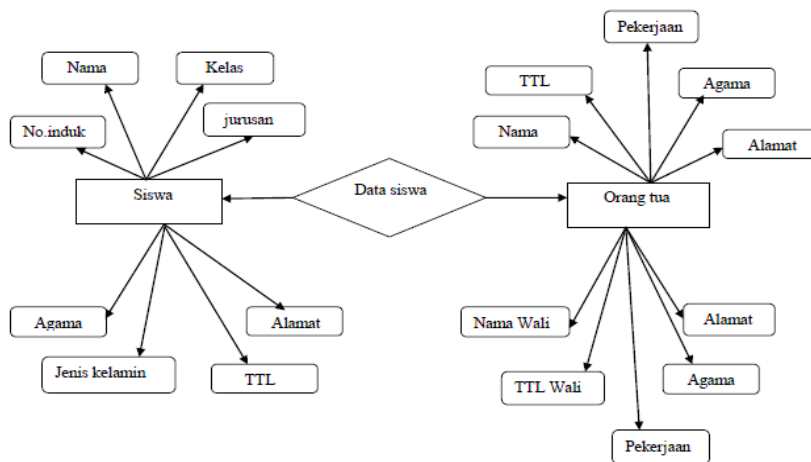 Pekerjaan
Nama
Kelas
TTL
Agama
No.induk
jurusan
Nama
Alamat
Siswa
Data siswa
Orang tua
Agama
Alamat
Nama Wali
Alamat
Jenis kelamin
TTL
TTL Wali
Agama
Pekerjaan